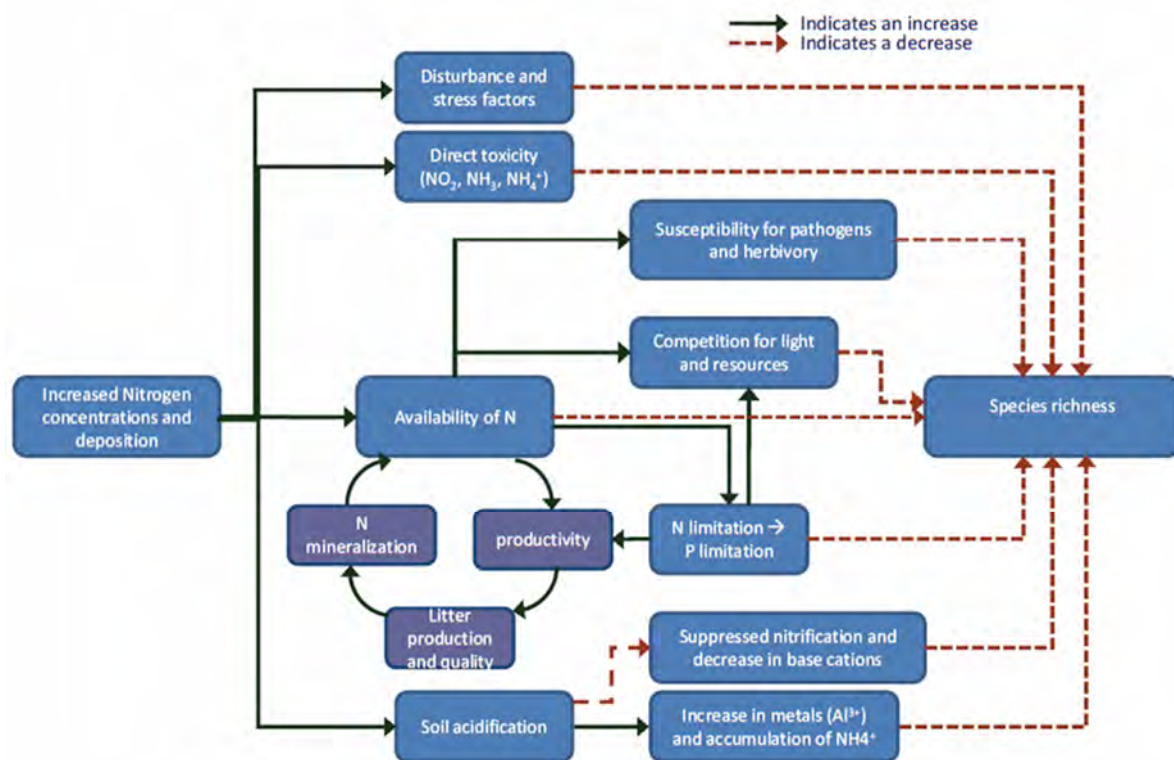 Indicates an increase
Indicates a decrease
Disturbance and
stress factors
Direct toxicity
(NO₂, NH₃, NH₄⁺)
Susceptibility for pathogens
and herbivory
Competition for light
and resources
Increased Nitrogen
concentrations and
deposition
Availability of N
Species richness
N
mineralization
productivity
N limitation →
P limitation
Litter
production
and quality
Suppressed nitrification and
decrease in base cations
Soil acidification
Increase in metals (Al³⁺)
and accumulation of NH4⁺